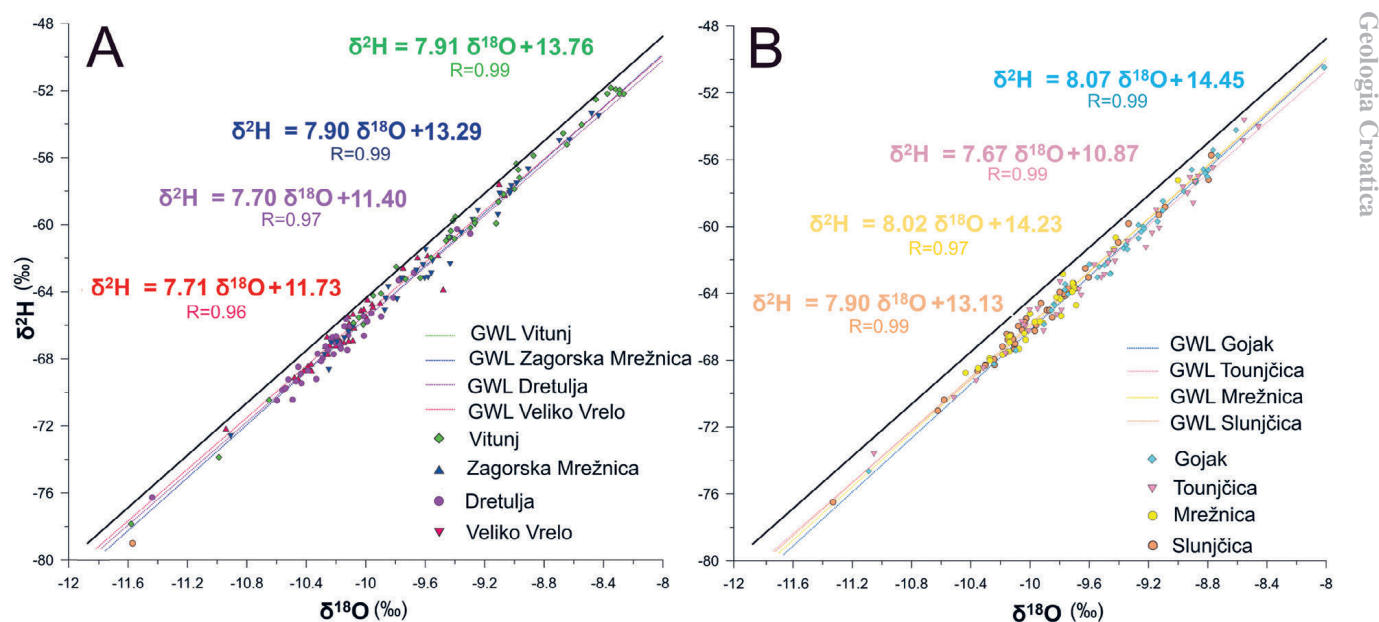 A
δ²H = 7.91 δ¹⁸O+13.76
R=0.99
δ²H = 7.90 δ¹⁸O+13.29
R=0.99
δ²H = 7.70 δ¹⁸O+11.40
R=0.97
δ²H = 7.71 δ¹⁸O+11.73
R=0.96
-48
-52
-56
-60
-64
-68
-72
-76
-80
δ²H (‰)
GWL Vitunj
GWL Zagorska Mrežnica
GWL Dretulja
GWL Veliko Vrelo
Vitunj
Zagorska Mrežnica
Dretulja
Veliko Vrelo
-12 -11.6 -11.2 -10.8 -10.4 -10 -9.6 -9.2 -8.8 -8.4 -8
δ¹⁸O (‰)
B
δ²H = 8.07 δ¹⁸O+14.45
R=0.99
δ²H = 7.67 δ¹⁸O+10.87
R=0.99
δ²H = 8.02 δ¹⁸O+14.23
R=0.97
δ²H = 7.90 δ¹⁸O+13.13
R=0.99
-48
-52
-56
-60
-64
-68
-72
-76
-80
GWL Gojak
GWL Tounjčica
GWL Mrežnica
GWL Slunjčica
Gojak
Tounjčica
Mrežnica
Slunjčica
-12 -11.6 -11.2 -10.8 -10.4 -10 -9.6 -9.2 -8.8 -8.4 -8
δ¹⁸O (‰)
Geologia Croatica